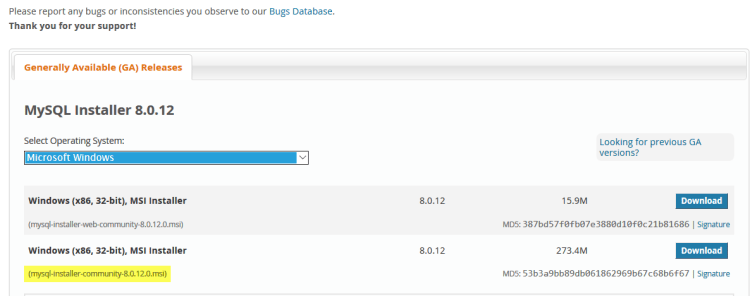 Please report any bugs or inconsistencies you observe to our Bugs Database.
Thank you for your support!
Generally Available (GA) Releases
MySQL Installer 8.0.12
Select Operating System:
Looking for previous GA
versions?
Microsoft Windows
Windows (x86, 32-bit), MSI Installer 8.0.12 15.9M Download
(mysql-installer-web-community-8.0.12.0.msi) MD5: 387bd57f0fb07e3880d10f0c21b81686 | Signature
Windows (x86, 32-bit), MSI Installer 8.0.12 273.4M Download
(mysql-installer-community-8.0.12.0.msi) MD5: 53b3a9bb89db061862969b67c68b6f67 | Signature